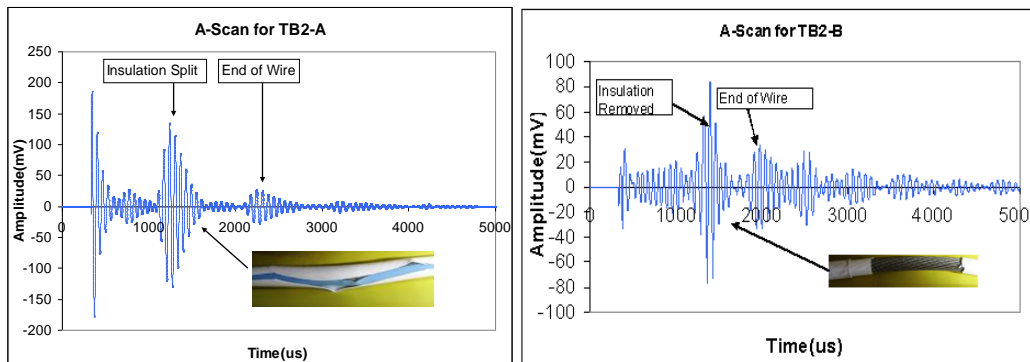 A-Scan for TB2-A
250
200
150
100
50
0
-50
-100
-150
-200
Amplitude(mV)
Insulation Split
End of Wire
0 1000 2000 3000 4000 5000
Time(us)
A-Scan for TB2-B
100
80
60
40
20
0
-20
-40
-60
-80
-100
Amplitude(mV)
Insulation
Removed
End of Wire
0 1000 2000 3000 4000 5000
Time(us)